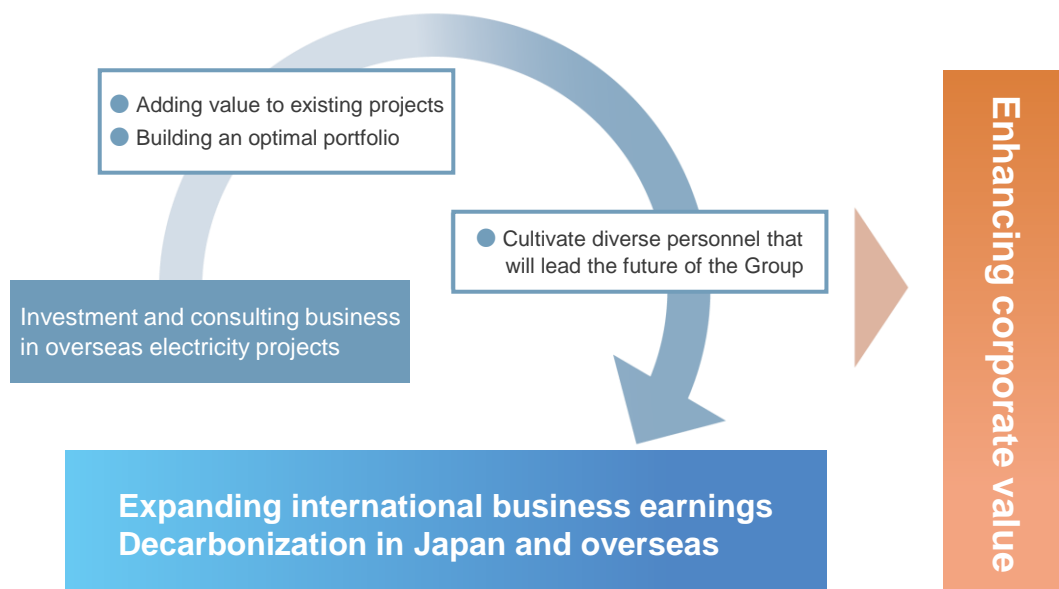 Adding value to existing projects
Building an optimal portfolio
Cultivate diverse personnel that
will lead the future of the Group
Investment and consulting business
in overseas electricity projects
Expanding international business earnings
Decarbonization in Japan and overseas
Enhancing corporate value